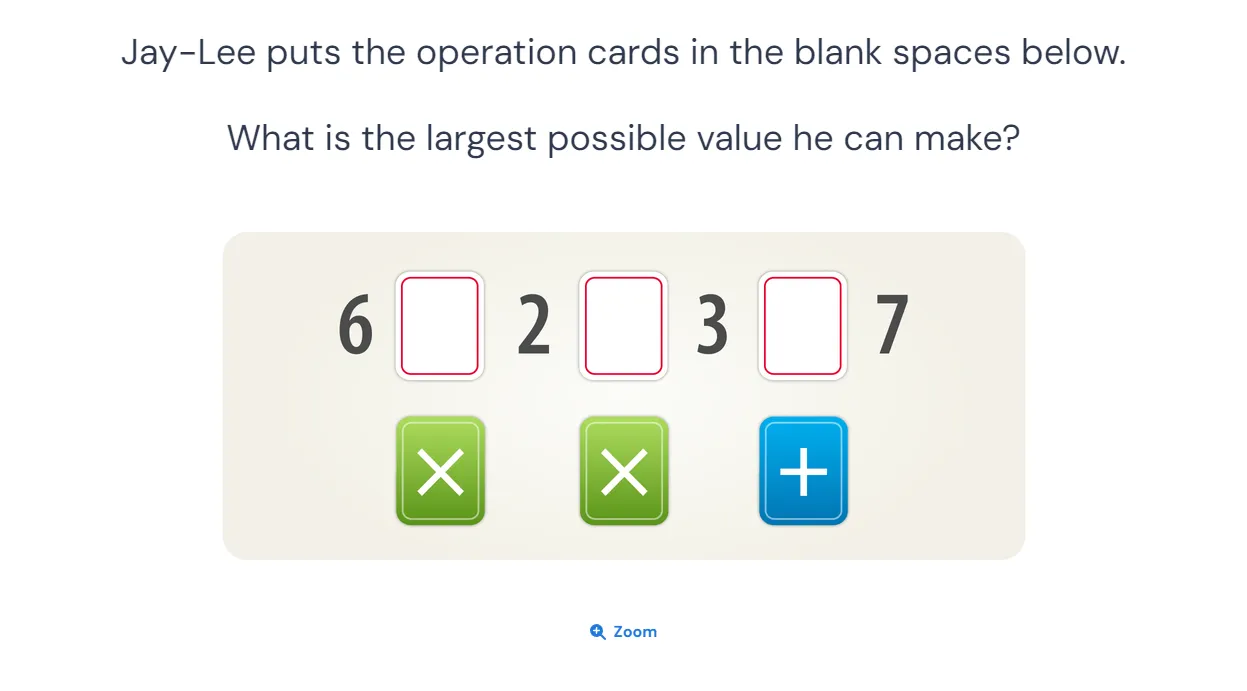 Jay-Lee puts the operation cards in the blank spaces below.
What is the largest possible value he can make?
6 2 3 7
× × +
Zoom